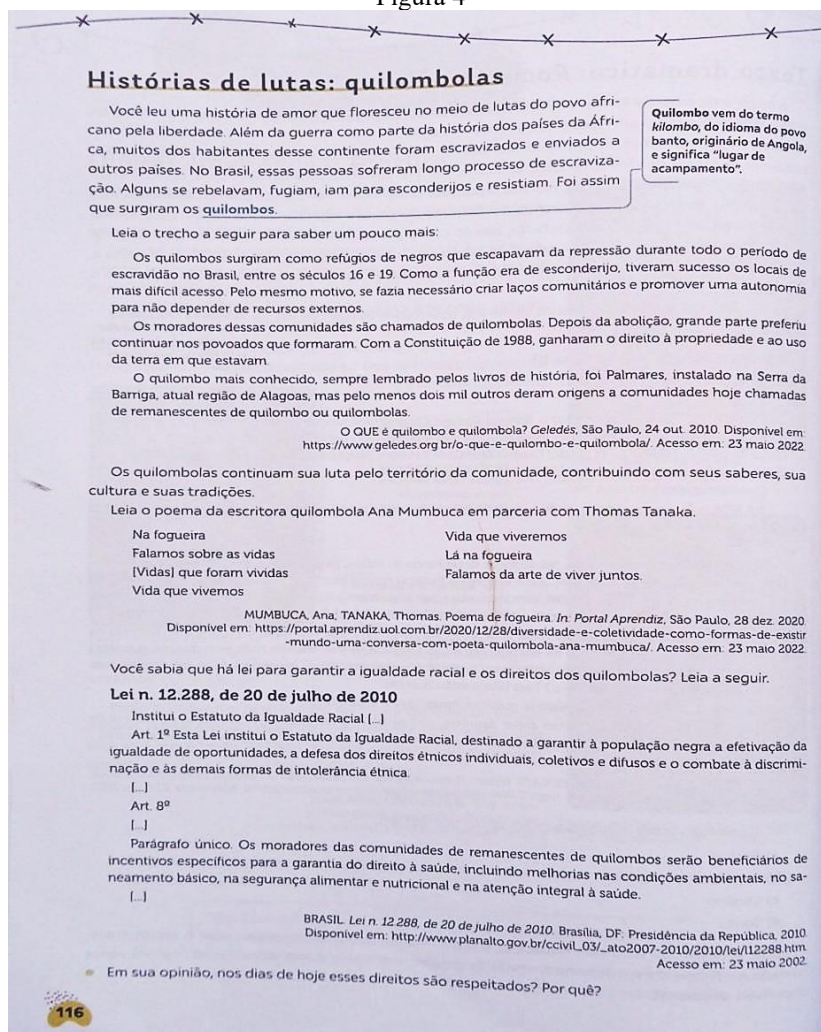 Figura 4
Histórias de lutas: quilombolas
Você leu uma história de amor que floresceu no meio de lutas do povo afri-
cano pela liberdade. Além da guerra como parte da história dos países da Áfri-
ca, muitos dos habitantes desse continente foram escravizados e enviados a
outros países. No Brasil, essas pessoas sofreram longo processo de escraviza-
ção. Alguns se rebelavam, fugiam, iam para esconderijos e resistiam. Foi assim
que surgiram os quilombos.
Quilombo vem do termo
kilombo, do idioma do povo
banto, originário de Angola,
e significa “lugar de
acampamento”.
Leia o trecho a seguir para saber um pouco mais:
Os quilombos surgiram como refúgios de negros que escapavam da repressão durante todo o período de
escravidão no Brasil, entre os séculos 16 e 19. Como a função era de esconderijo, tiveram sucesso os locais de
mais difícil acesso. Pelo mesmo motivo, se fazia necessário criar laços comunitários e promover uma autonomia
para não depender de recursos externos.
Os moradores dessas comunidades são chamados de quilombolas. Depois da abolição, grande parte preferiu
continuar nos povoados que formaram. Com a Constituição de 1988, ganharam o direito à propriedade e ao uso
da terra em que estavam.
O quilombo mais conhecido, sempre lembrado pelos livros de história, foi Palmares, instalado na Serra da
Barriga, atual região de Alagoas, mas pelo menos dois mil outros deram origens a comunidades hoje chamadas
de remanescentes de quilombo ou quilombolas.
O QUE é quilombo e quilombola? Geledés, São Paulo, 24 out. 2010. Disponível em:
https://www.geledes.org.br/o-que-e-quilombo-e-quilombola/. Acesso em: 23 maio 2022.
Os quilombolas continuam sua luta pelo território da comunidade, contribuindo com seus saberes, sua
cultura e suas tradições.
Leia o poema da escritora quilombola Ana Mumbuca em parceria com Thomas Tanaka.
Na fogueira
Falamos sobre as vidas
[Vidas] que foram vividas
Vida que vivemos
Vida que viveremos
Lá na fogueira
Falamos da arte de viver juntos.
MUMBUCA, Ana; TANAKA, Thomas. Poema de fogueira. In: Portal Aprendiz, São Paulo, 28 dez. 2020.
Disponível em: https://portal.aprendiz.uol.com.br/2020/12/28/diversidade-e-coletividade-como-formas-de-existir
-mundo-uma-conversa-com-poeta-quilombola-ana-mumbuca/. Acesso em: 23 maio 2022.
Você sabia que há lei para garantir a igualdade racial e os direitos dos quilombolas? Leia a seguir.
Lei n. 12.288, de 20 de julho de 2010
Institui o Estatuto da Igualdade Racial [...]
Art. 1º Esta Lei institui o Estatuto da Igualdade Racial, destinado a garantir à população negra a efetivação da
igualdade de oportunidades, a defesa dos direitos étnicos individuais, coletivos e difusos e o combate à discrimi-
nação e às demais formas de intolerância étnica.
[...]
Art. 8º
[...]
Parágrafo único. Os moradores das comunidades de remanescentes de quilombos serão beneficiários de
incentivos específicos para a garantia do direito à saúde, incluindo melhorias nas condições ambientais, no sa-
neamento básico, na segurança alimentar e nutricional e na atenção integral à saúde.
[...]
BRASIL. Lei n. 12.288, de 20 de julho de 2010. Brasília, DF: Presidência da República, 2010.
Disponível em: http://www.planalto.gov.br/ccivil_03/_ato2007-2010/2010/lei/l12288.htm.
Acesso em: 23 maio 2002.
Em sua opinião, nos dias de hoje esses direitos são respeitados? Por quê?
116